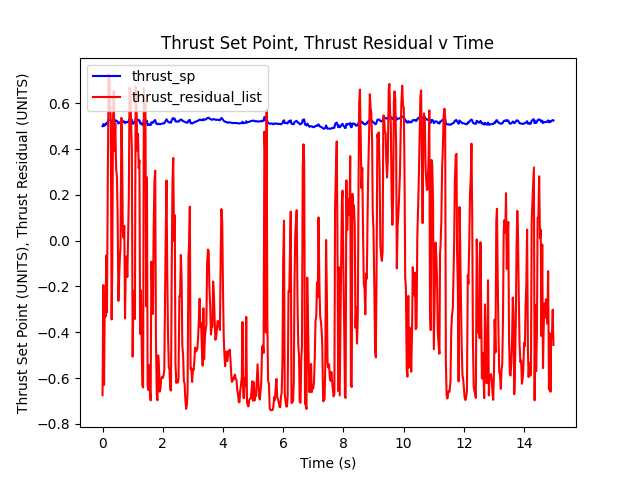 Thrust Set Point, Thrust Residual v Time
thrust_sp
thrust_residual_list
Thrust Set Point (UNITS), Thrust Residual (UNITS)
0.6
0.4
0.2
0.0
−0.2
−0.4
−0.6
−0.8
0 2 4 6 8 10 12 14
Time (s)